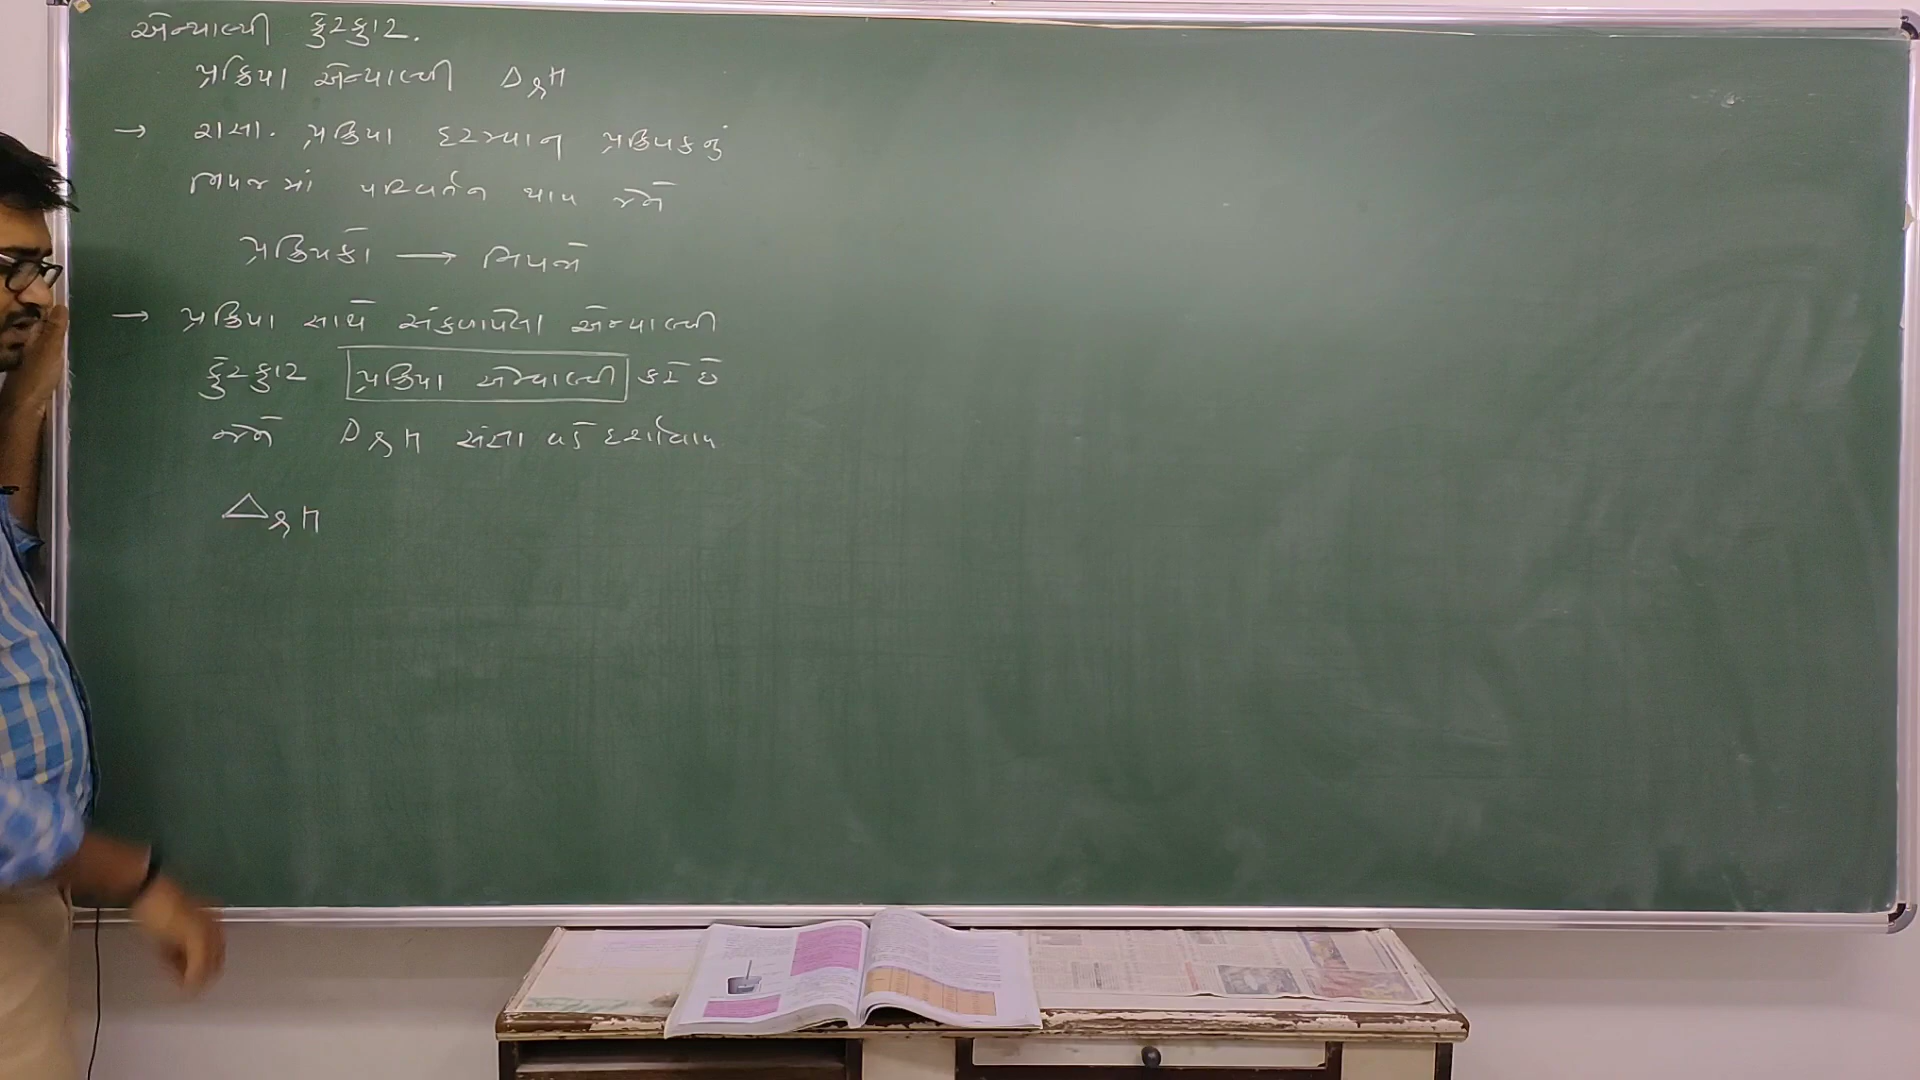 એન્થાલ્પી ફેરફાર.
પ્રક્રિયા એન્થાલ્પી ΔrH
→ રાસા. પ્રક્રિયા દરમ્યાન પ્રક્રિયકનું
નિપજમાં પરિવર્તન થાય જેને
પ્રક્રિયકો → નિપજો
→ પ્રક્રિયા સાથે સંકળાયેલા એન્થાલ્પી
ફેરફાર પ્રક્રિયા એન્થાલ્પી કહે છે
જેને ΔrH સંજ્ઞા વડે દર્શાવાય
ΔrH